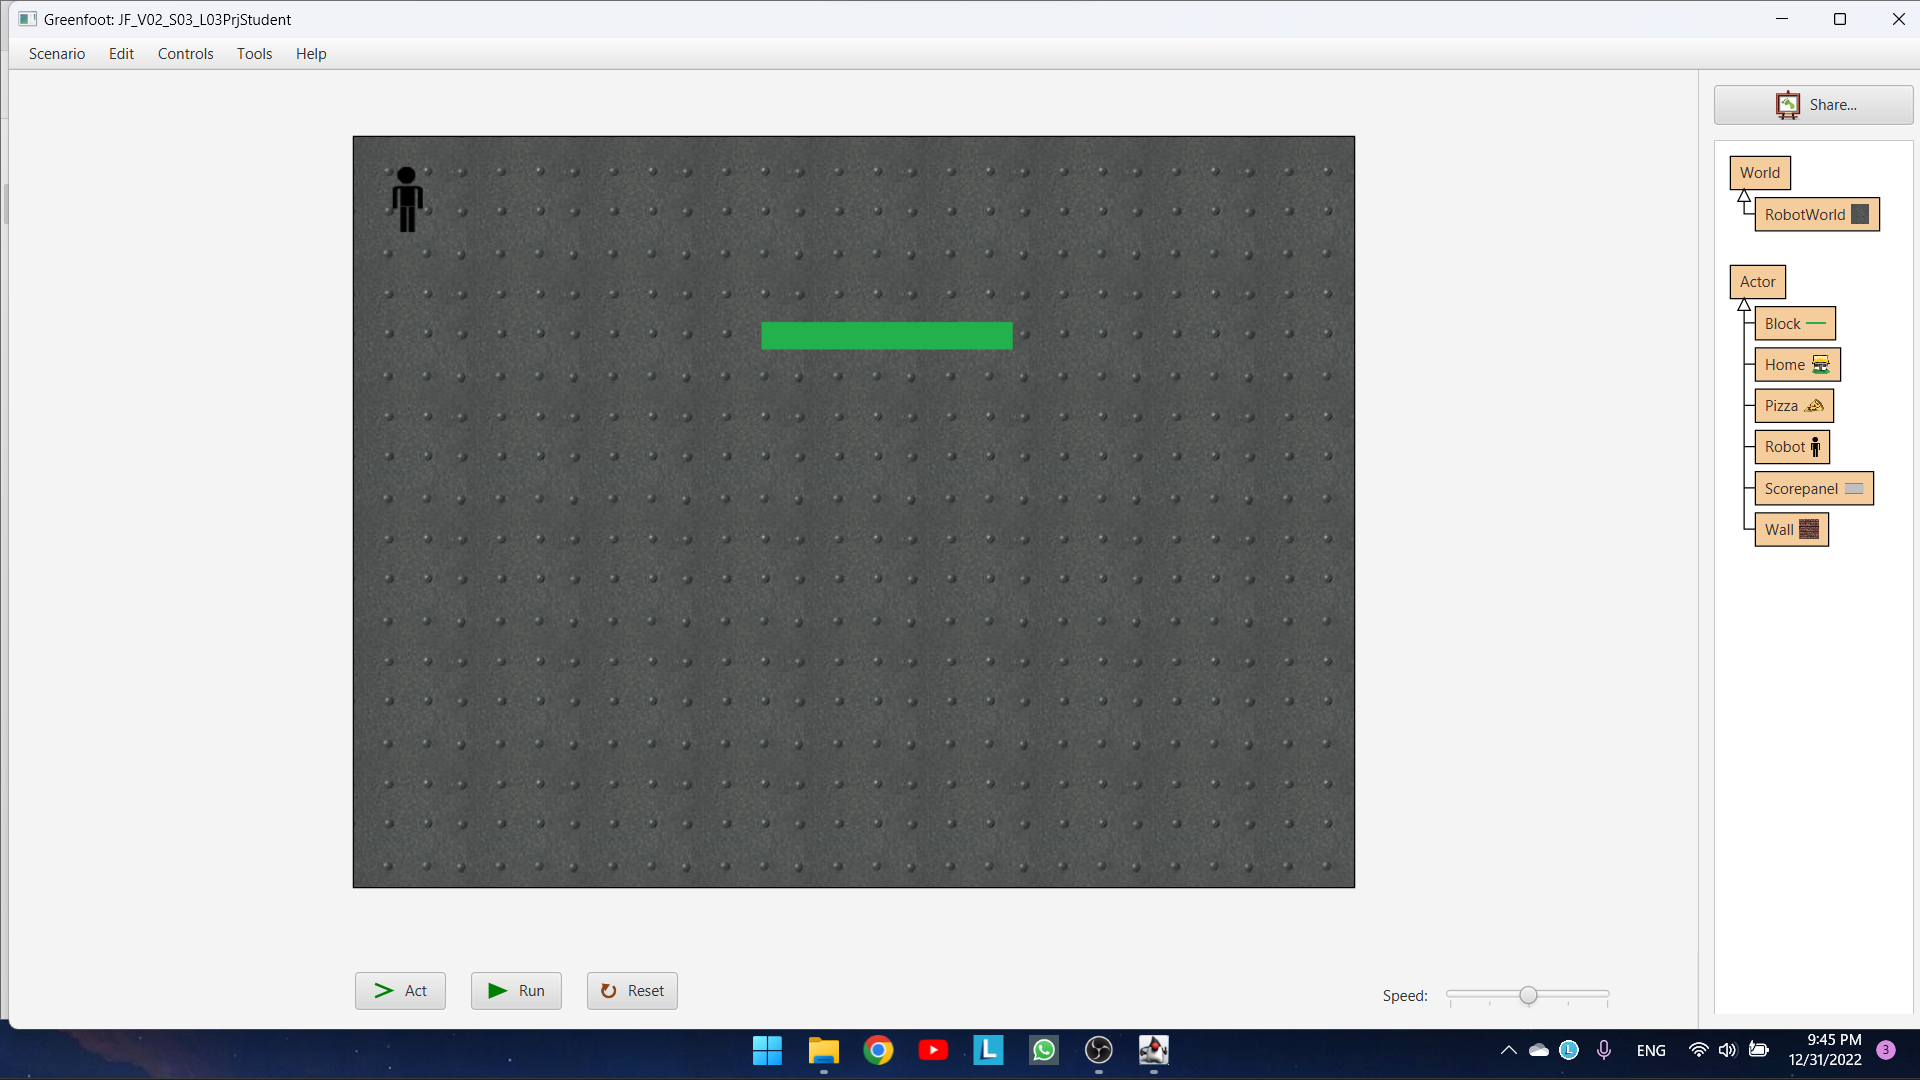 Greenfoot: JF_V02_S03_L03PrjStudent
Scenario Edit Controls Tools Help
Share...
World
RobotWorld
Actor
Block
Home
Pizza
Robot
Scorepanel
Wall
Act Run Reset Speed:
L L ENG 9:45 PM
12/31/2022 3